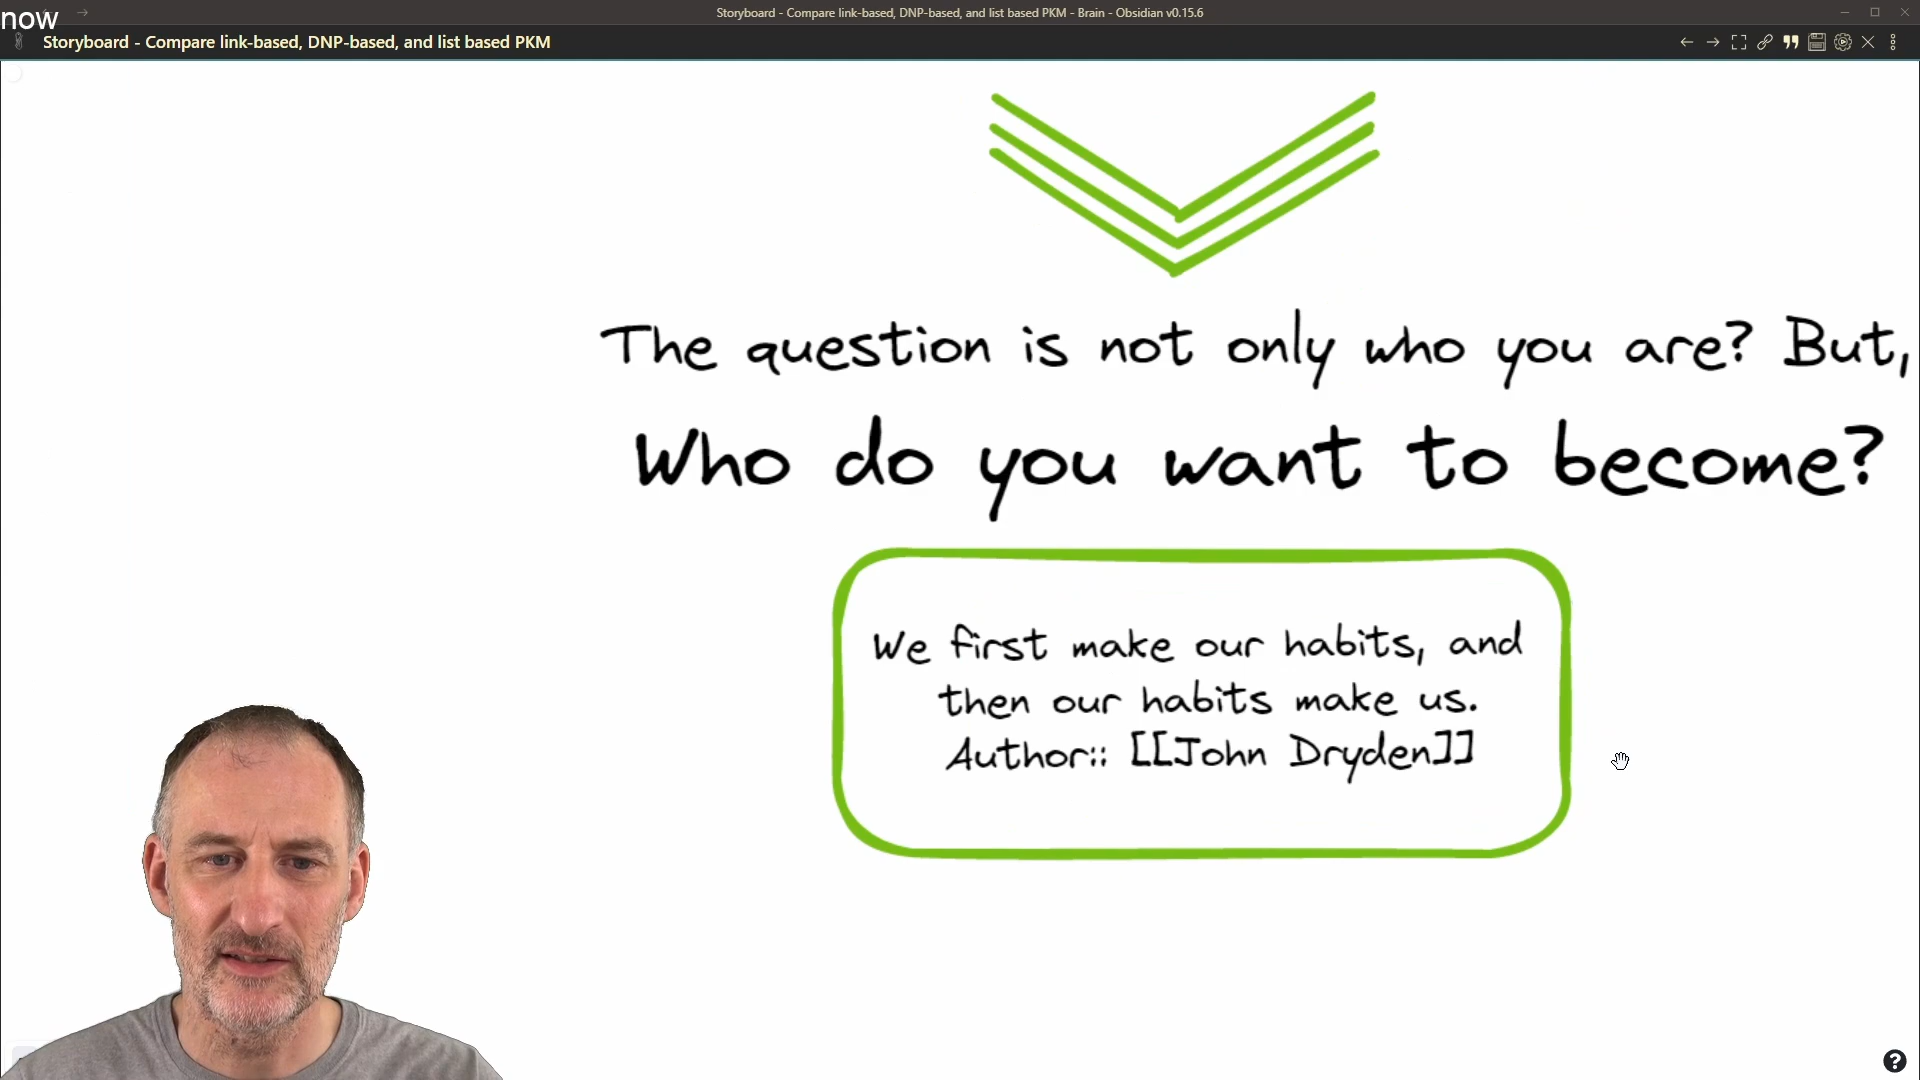 now
Storyboard - Compare link-based, DNP-based, and list based PKM - Brain - Obsidian v0.15.6
Storyboard - Compare link-based, DNP-based, and list based PKM
The question is not only who you are? But,
Who do you want to become?
We first make our habits, and
then our habits make us.
Author:: [[John Dryden]]